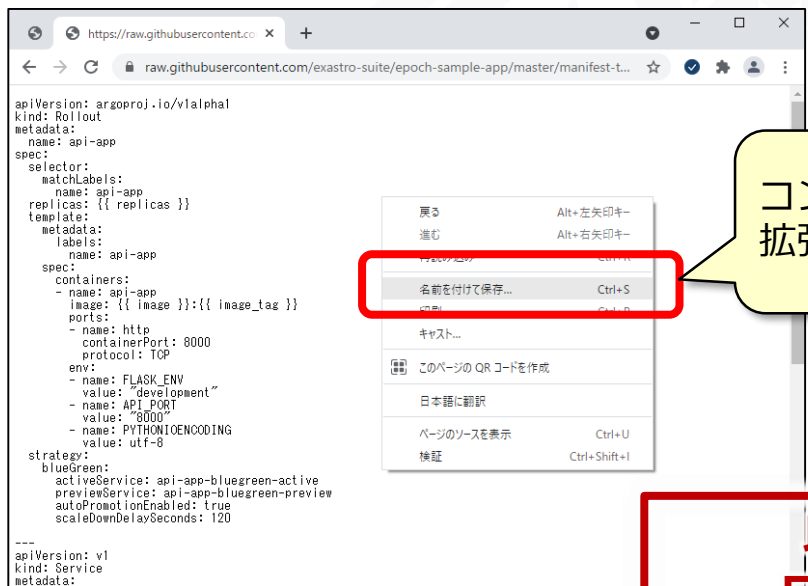 https://raw.githubusercontent.co
raw.githubusercontent.com/exastro-suite/epoch-sample-app/master/manifest-t...
apiVersion: argoproj.io/v1alpha1
kind: Rollout
metadata:
  name: api-app
spec:
  selector:
    matchLabels:
      name: api-app
  replicas: {{ replicas }}
  template:
    metadata:
      labels:
        name: api-app
    spec:
      containers:
      - name: api-app
        image: {{ image }}:{{ image_tag }}
        ports:
        - name: http
          containerPort: 8000
          protocol: TCP
        env:
        - name: FLASK_ENV
          value: "development"
        - name: API_PORT
          value: "8000"
        - name: PYTHONIOENCODING
          value: utf-8
  strategy:
    blueGreen:
      activeService: api-app-bluegreen-active
      previewService: api-app-bluegreen-preview
      autoPromotionEnabled: true
      scaleDownDelaySeconds: 120
---
apiVersion: v1
kind: Service
metadata:
戻る Alt+左矢印キー
進む Alt+右矢印キー
名前を付けて保存... Ctrl+S
キャスト...
このページの QR コードを作成
日本語に翻訳
ページのソースを表示 Ctrl+U
検証 Ctrl+Shift+I
コン
拡